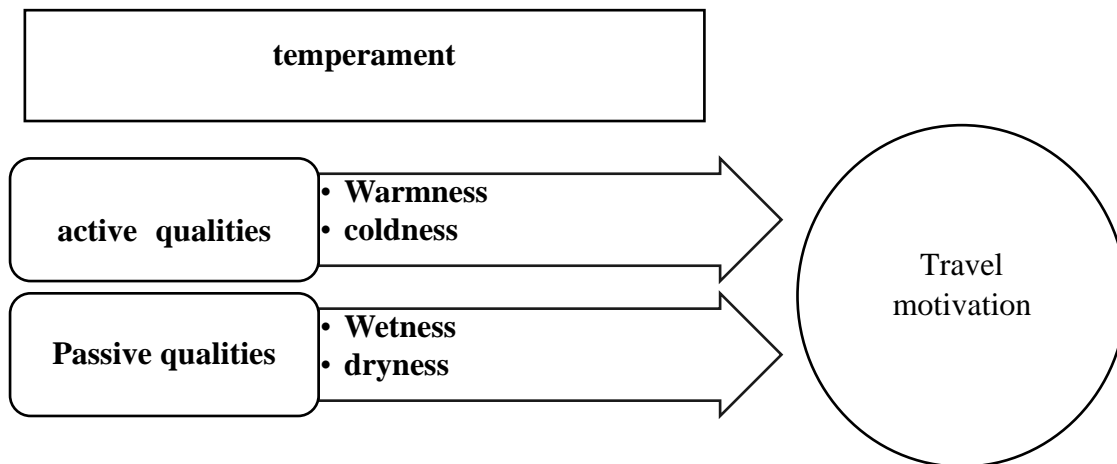 temperament
active qualities
• Warmness
• coldness
Passive qualities
• Wetness
• dryness
Travel
motivation